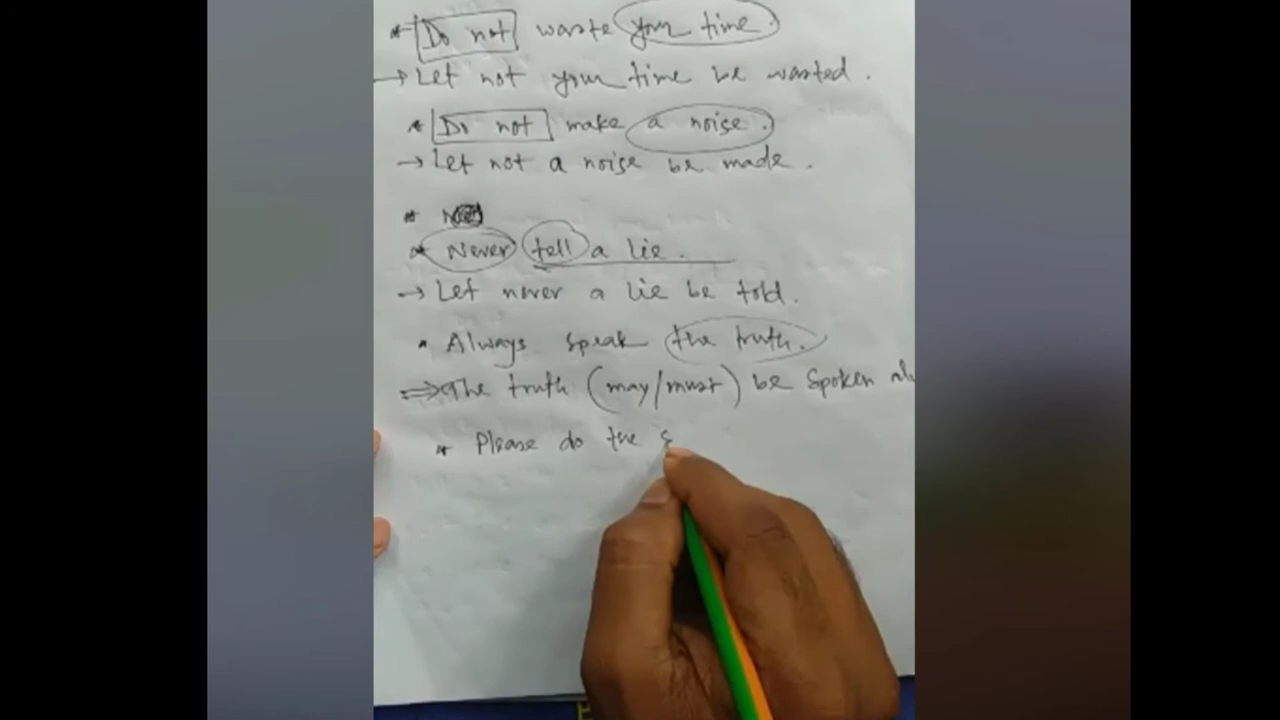 * Do not waste your time.
→ Let not your time be wasted.
* Do not make a noise.
→ Let not a noise be made.
*
* Never tell a lie.
→ Let never a lie be told.
• Always speak the truth.
⇒ The truth (may/must) be spoken al
* Please do the s